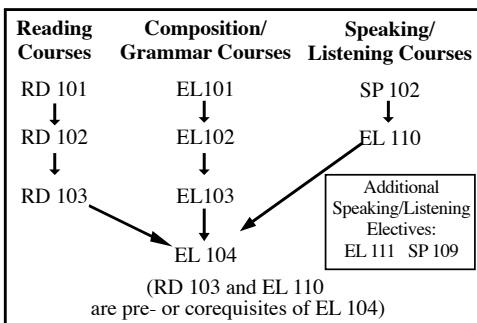 Reading
Courses
Composition/
Grammar Courses
Speaking/
Listening Courses
RD 101
EL101
SP 102
RD 102
EL102
EL 110
RD 103
EL103
Additional
Speaking/Listening
Electives:
EL 111 SP 109
EL 104
(RD 103 and EL 110
are pre- or corequisites of EL 104)